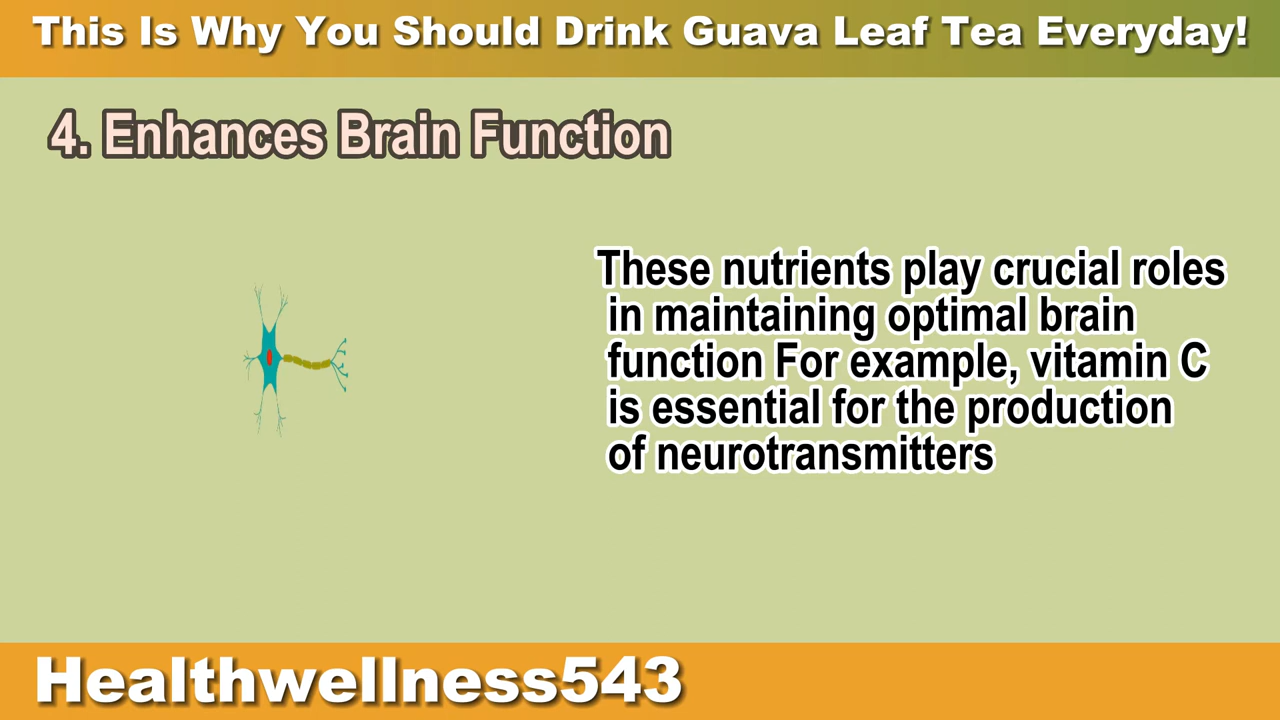 This Is Why You Should Drink Guava Leaf Tea Everyday!
4. Enhances Brain Function
These nutrients play crucial roles
in maintaining optimal brain
function For example, vitamin C
is essential for the production
of neurotransmitters
Healthwellness543